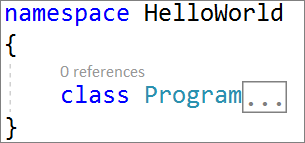 namespace HelloWorld
{
0 references
class Program...
}